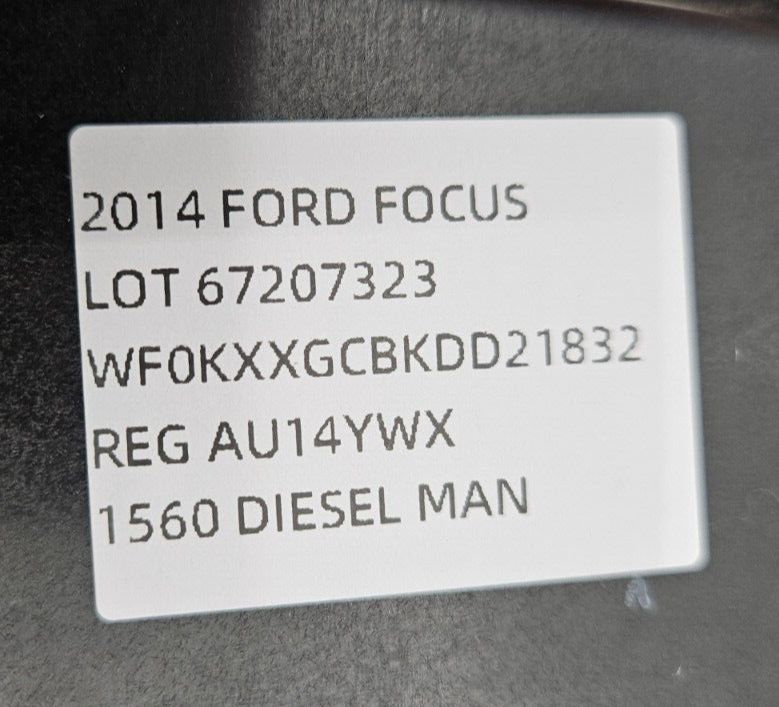 2014 FORD FOCUS
LOT 67207323
WF0KXXGCBKDD21832
REG AU14YWX
1560 DIESEL MAN